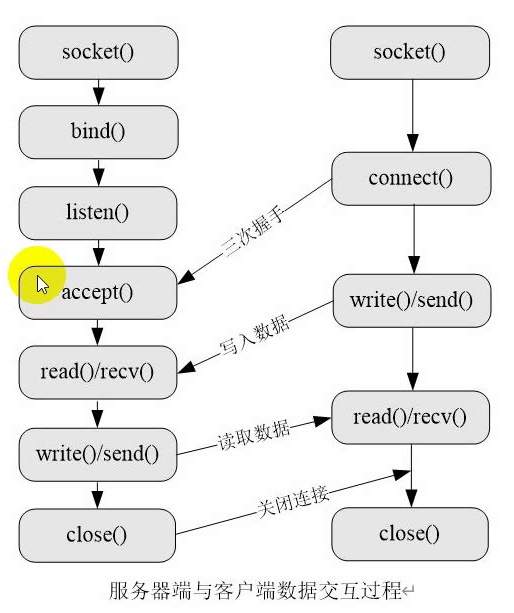 socket()
socket()
bind()
connect()
listen()
三次握手
accept()
write()/send()
写入数据
read()/recv()
read()/recv()
读取数据
write()/send()
关闭连接
close()
close()
服务器端与客户端数据交互过程↵